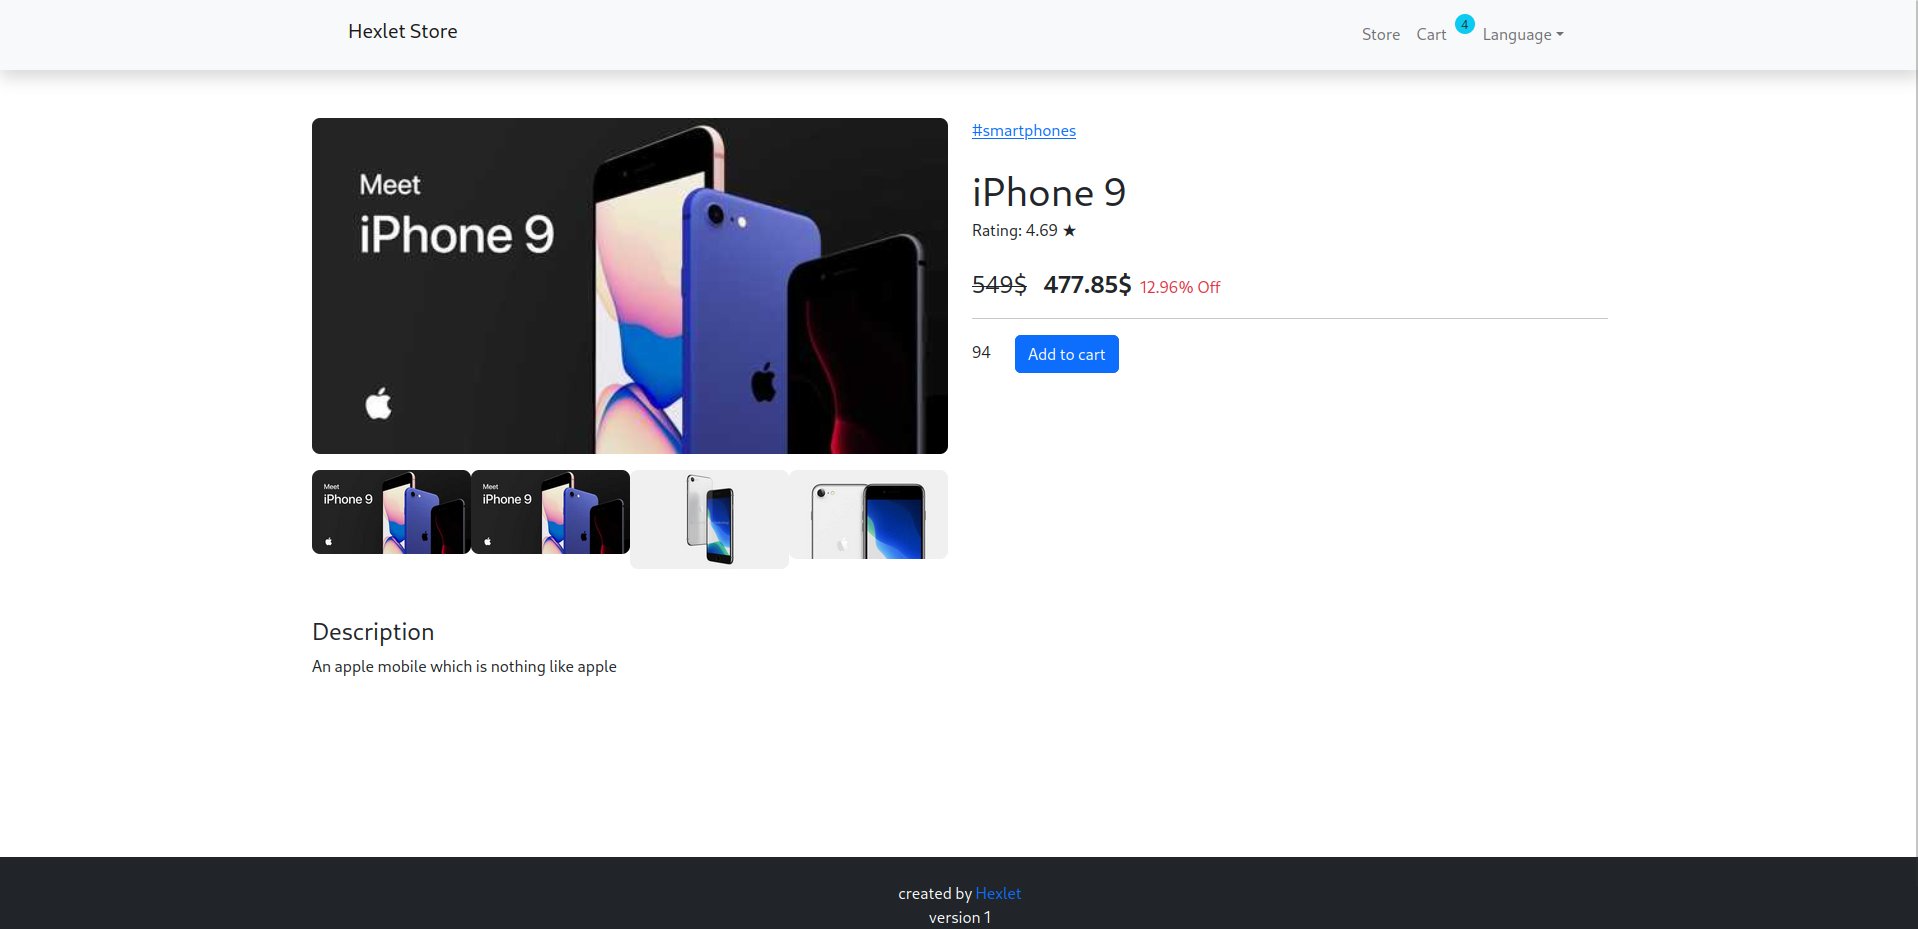 Hexlet Store
Store Cart 4 Language
Meet
iPhone 9
#smartphones
iPhone 9
Rating: 4.69 ★
549$ 477.85$ 12.96% Off
94 Add to cart
Meet
iPhone 9
Meet
iPhone 9
Description
An apple mobile which is nothing like apple
created by Hexlet
version 1